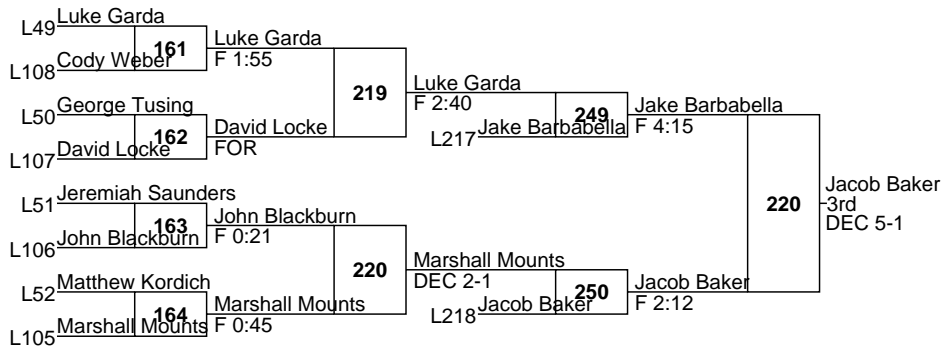 L49 Luke Garda
161
L108 Cody Weber
Luke Garda
F 1:55
L50 George Tusing
162
L107 David Locke
David Locke
FOR
219
Luke Garda
F 2:40
L217 Jake Barbabella
249
Jake Barbabella
F 4:15
L51 Jeremiah Saunders
163
L106 John Blackburn
John Blackburn
F 0:21
L52 Matthew Kordich
164
L105 Marshall Mounts
Marshall Mounts
F 0:45
220
Marshall Mounts
DEC 2-1
L218 Jacob Baker
250
Jacob Baker
F 2:12
220
Jacob Baker
3rd
DEC 5-1